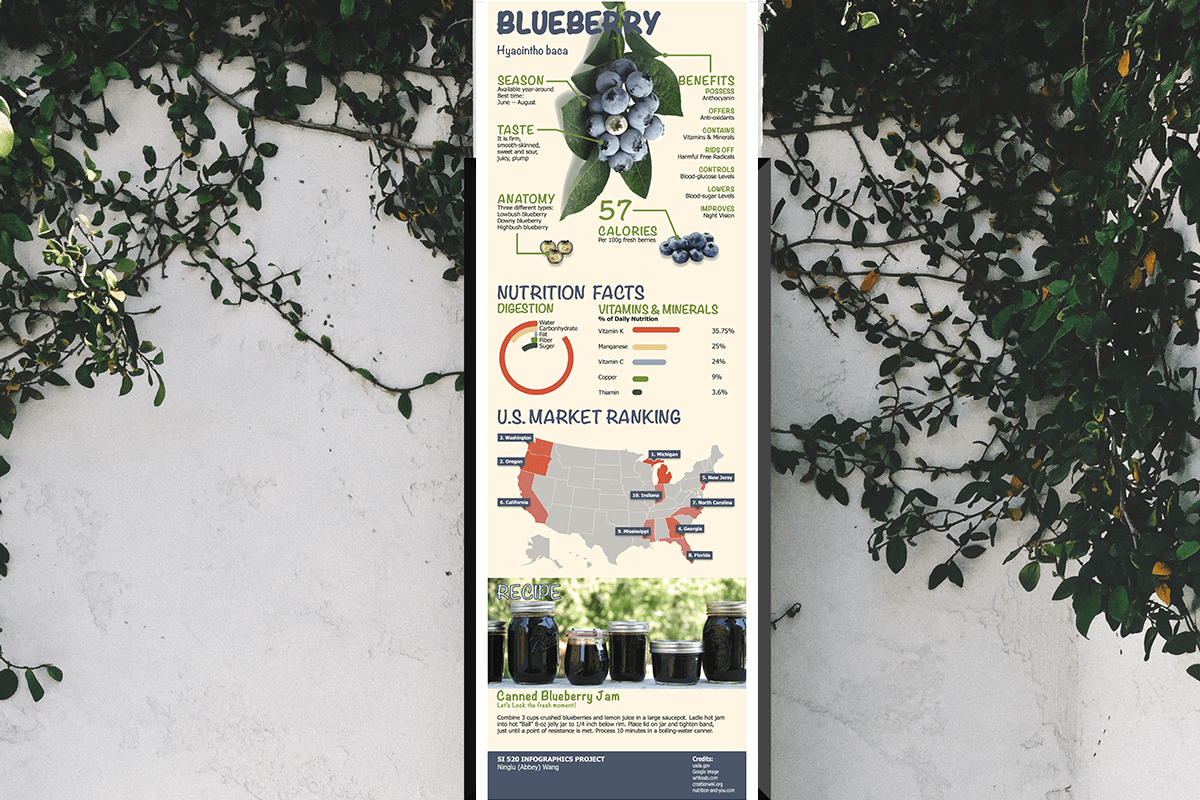 BLUEBERRY
Hyacintho baca
SEASON
Available year-around
Best time:
June -- August
TASTE
It is firm,
smooth-skinned,
sweet and sour,
juicy, plump
ANATOMY
Three different types:
Lowbush blueberry
Downy blueberry
Highbush blueberry
BENEFITS
POSSESS
Anthocyanin
OFFERS
Anti-oxidants
CONTAINS
Vitamins & Minerals
RIDS OFF
Harmful Free Radicals
CONTROLS
Blood-glucose Levels
LOWERS
Blood-sugar Levels
IMPROVES
Night Vision
57
CALORIES
Per 100g fresh berries
NUTRITION FACTS
DIGESTION
Water
Carbonhydrate
Fat
Fiber
Suger
VITAMINS & MINERALS
% of Daily Nutrition
Vitamin K 35.75%
Manganese 25%
Vitamin C 24%
Copper 9%
Thiamin 3.6%
U.S. MARKET RANKING
3. Washington
1. Michigan
2. Oregon
5. New Jersy
10. Indiana
6. California
7. North Carolina
9. Mississippi
4. Georgia
8. Florida
RECIPE
Canned Blueberry Jam
Let's Lock the fresh moment!
Combine 3 cups crushed blueberries and lemon juice in a large saucepot. Ladle hot jam
into hot "Ball" 8-oz jelly jar to 1/4 inch below rim. Place lid on jar and tighten band,
just until a point of resistance is met. Process 10 minutes in a boiling-water canner.
SI 520 INFOGRAPHICS PROJECT
Ninglu (Abbey) Wang
Credits:
usda.gov
Google image
whfoods.com
creationwiki.org
nutrition-and-you.com